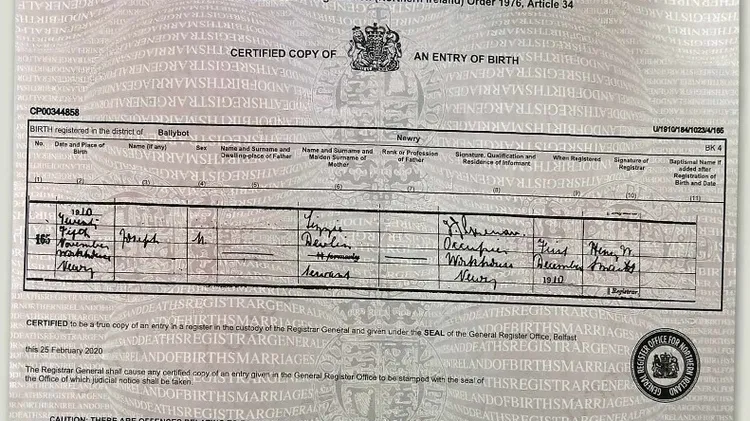 (Northern Ireland) Order 1976, Article 34
CERTIFIED COPY OF AN ENTRY OF BIRTH
CP00344858
U/1910/184/1023/4/165
BIRTH registered in the district of Ballybot Newry BK 4
No. Date and Place of Birth Name (if any) Sex Name and Surname and Dwelling-place of Father Name and Surname and Maiden Surname of Mother Rank or Profession of Father Signature, Qualification and Residence of Informant When Registered Signature of Registrar Baptismal Name if added after Registration of Birth and Date
(1) (2) (3) (4) (5) (6) (7) (8) (9) (10) (11)
1910
Twenty Lizzie
165 Fifth Joseph M. Devlin Occupier First Henry W.
November formerly
Workhouse Workhouse December
Newry Servant Newry 1910
Registrar.
CERTIFIED to be a true copy of an entry in a register in the custody of the Registrar General and given under the SEAL of the General Register Office, Belfast
this 25 February 2020
The Registrar General shall cause any certified copy of an entry given in the General Register Office to be stamped with the seal of
the Office of which judicial notice shall be taken
GENERAL REGISTER OFFICE FOR NORTHERN IRELAND
CAUTION: THERE ARE OFFENCES RELATING TO